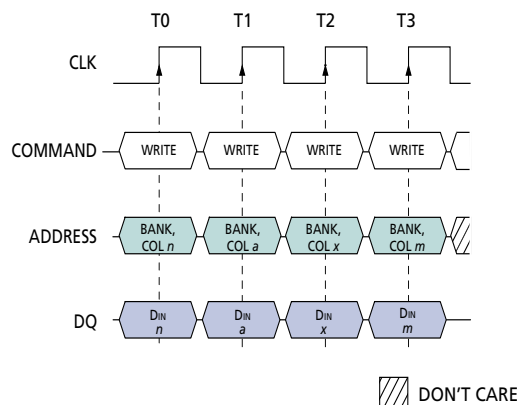 T0 T1 T2 T3
CLK
COMMAND WRITE WRITE WRITE WRITE
ADDRESS BANK, COL n BANK, COL a BANK, COL x BANK, COL m
DQ DIN n DIN a DIN x DIN m
DON'T CARE